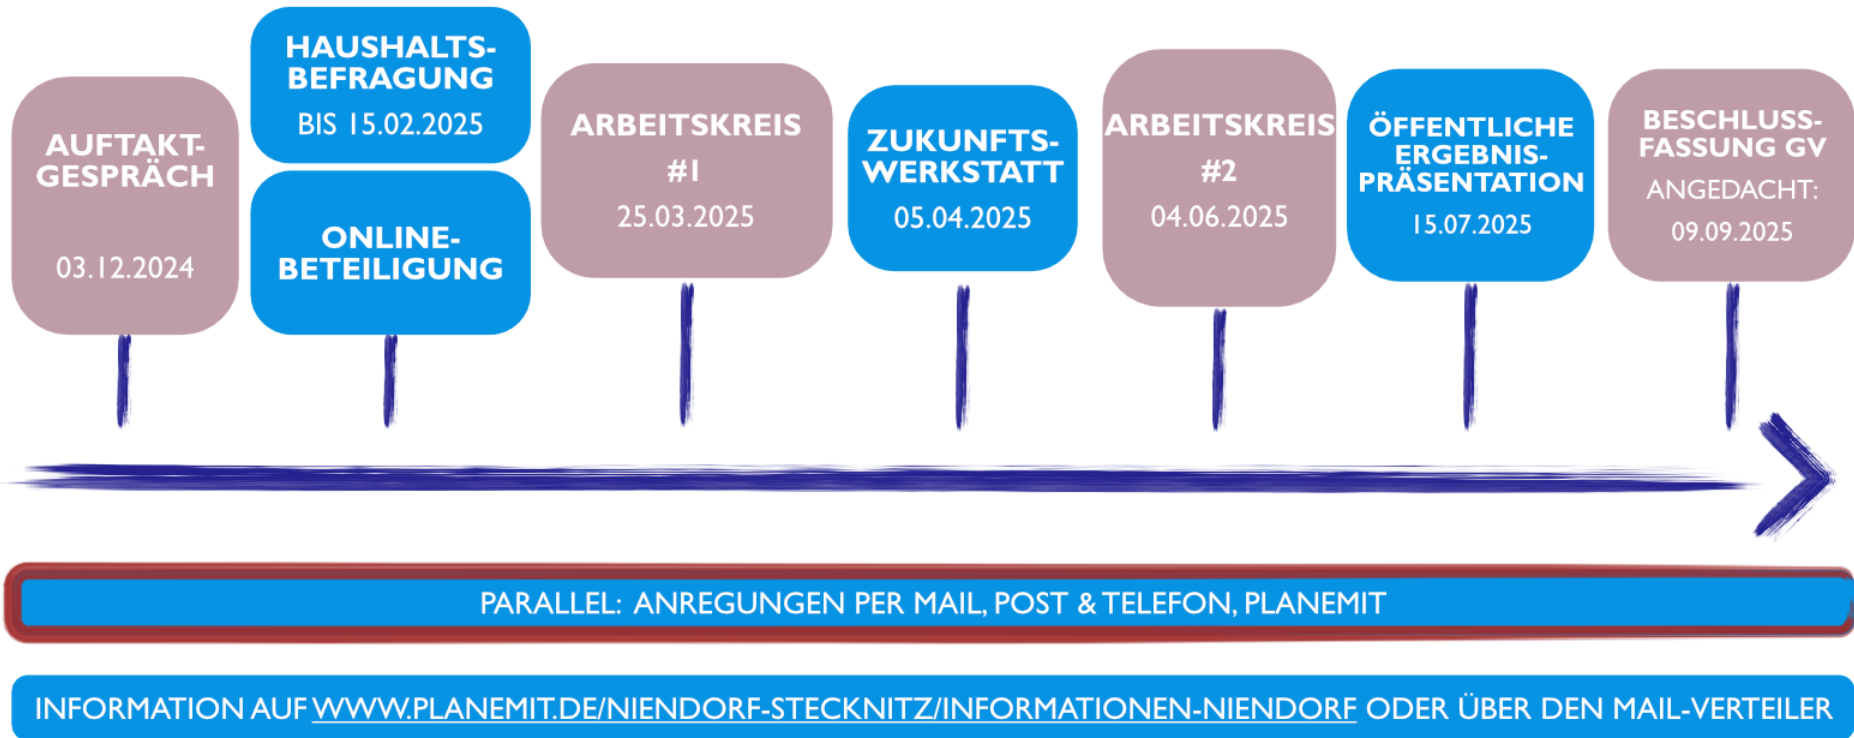 AUFTAKT-
GESPRÄCH
03.12.2024
HAUSHALTS-
BEFRAGUNG
BIS 15.02.2025
ONLINE-
BETEILIGUNG
ARBEITSKREIS
#1
25.03.2025
ZUKUNFTS-
WERKSTATT
05.04.2025
ARBEITSKREIS
#2
04.06.2025
ÖFFENTLICHE
ERGEBNIS-
PRÄSENTATION
15.07.2025
BESCHLUSS-
FASSUNG GV
ANGEDACHT:
09.09.2025
PARALLEL: ANREGUNGEN PER MAIL, POST & TELEFON, PLANEMIT
INFORMATION AUF WWW.PLANEMIT.DE/NIENDORF-STECKNITZ/INFORMATIONEN-NIENDORF ODER ÜBER DEN MAIL-VERTEILER